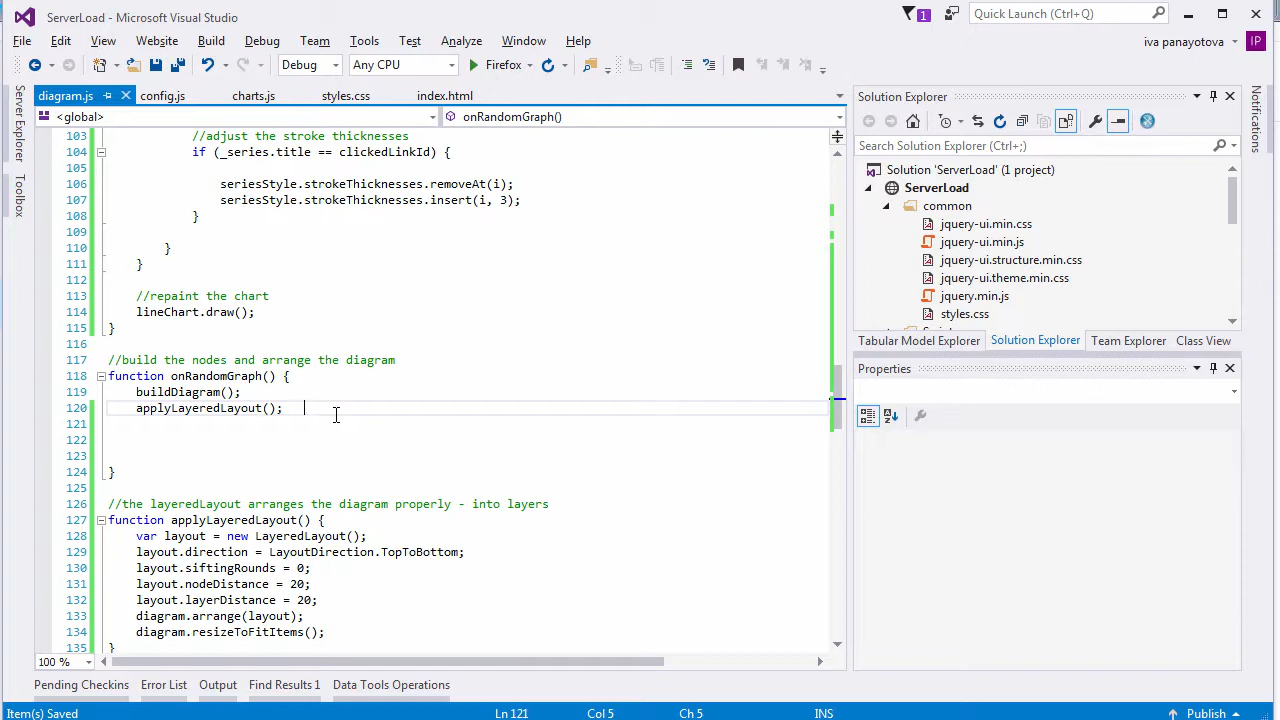 ServerLoad - Microsoft Visual Studio
1
Quick Launch (Ctrl+Q)
File Edit View Website Build Debug Team Tools Test Analyze Window Help
iva panayotova IP
Debug Any CPU Firefox
Server Explorer
Toolbox
diagram.js config.js charts.js styles.css index.html
<global> onRandomGraph()
103 //adjust the stroke thicknesses
104 if (_series.title == clickedLinkId) {
105
106 seriesStyle.strokeThicknesses.removeAt(i);
107 seriesStyle.strokeThicknesses.insert(i, 3);
108 }
109
110 }
111 }
112
113 //repaint the chart
114 lineChart.draw();
115 }
116
117 //build the nodes and arrange the diagram
118 function onRandomGraph() {
119 buildDiagram();
120 applyLayeredLayout();
121
122
123
124 }
125
126 //the layeredLayout arranges the diagram properly - into layers
127 function applyLayeredLayout() {
128 var layout = new LayeredLayout();
129 layout.direction = LayoutDirection.TopToBottom;
130 layout.siftingRounds = 0;
131 layout.nodeDistance = 20;
132 layout.layerDistance = 20;
133 diagram.arrange(layout);
134 diagram.resizeToFitItems();
135 }
100 %
Solution Explorer
Search Solution Explorer (Ctrl+;)
Solution 'ServerLoad' (1 project)
ServerLoad
common
jquery-ui.min.css
jquery-ui.min.js
jquery-ui.structure.min.css
jquery-ui.theme.min.css
jquery.min.js
styles.css
Tabular Model Explorer Solution Explorer Team Explorer Class View
Properties
Notifications
Pending Checkins Error List Output Find Results 1 Data Tools Operations
Item(s) Saved Ln 121 Col 5 Ch 5 INS Publish